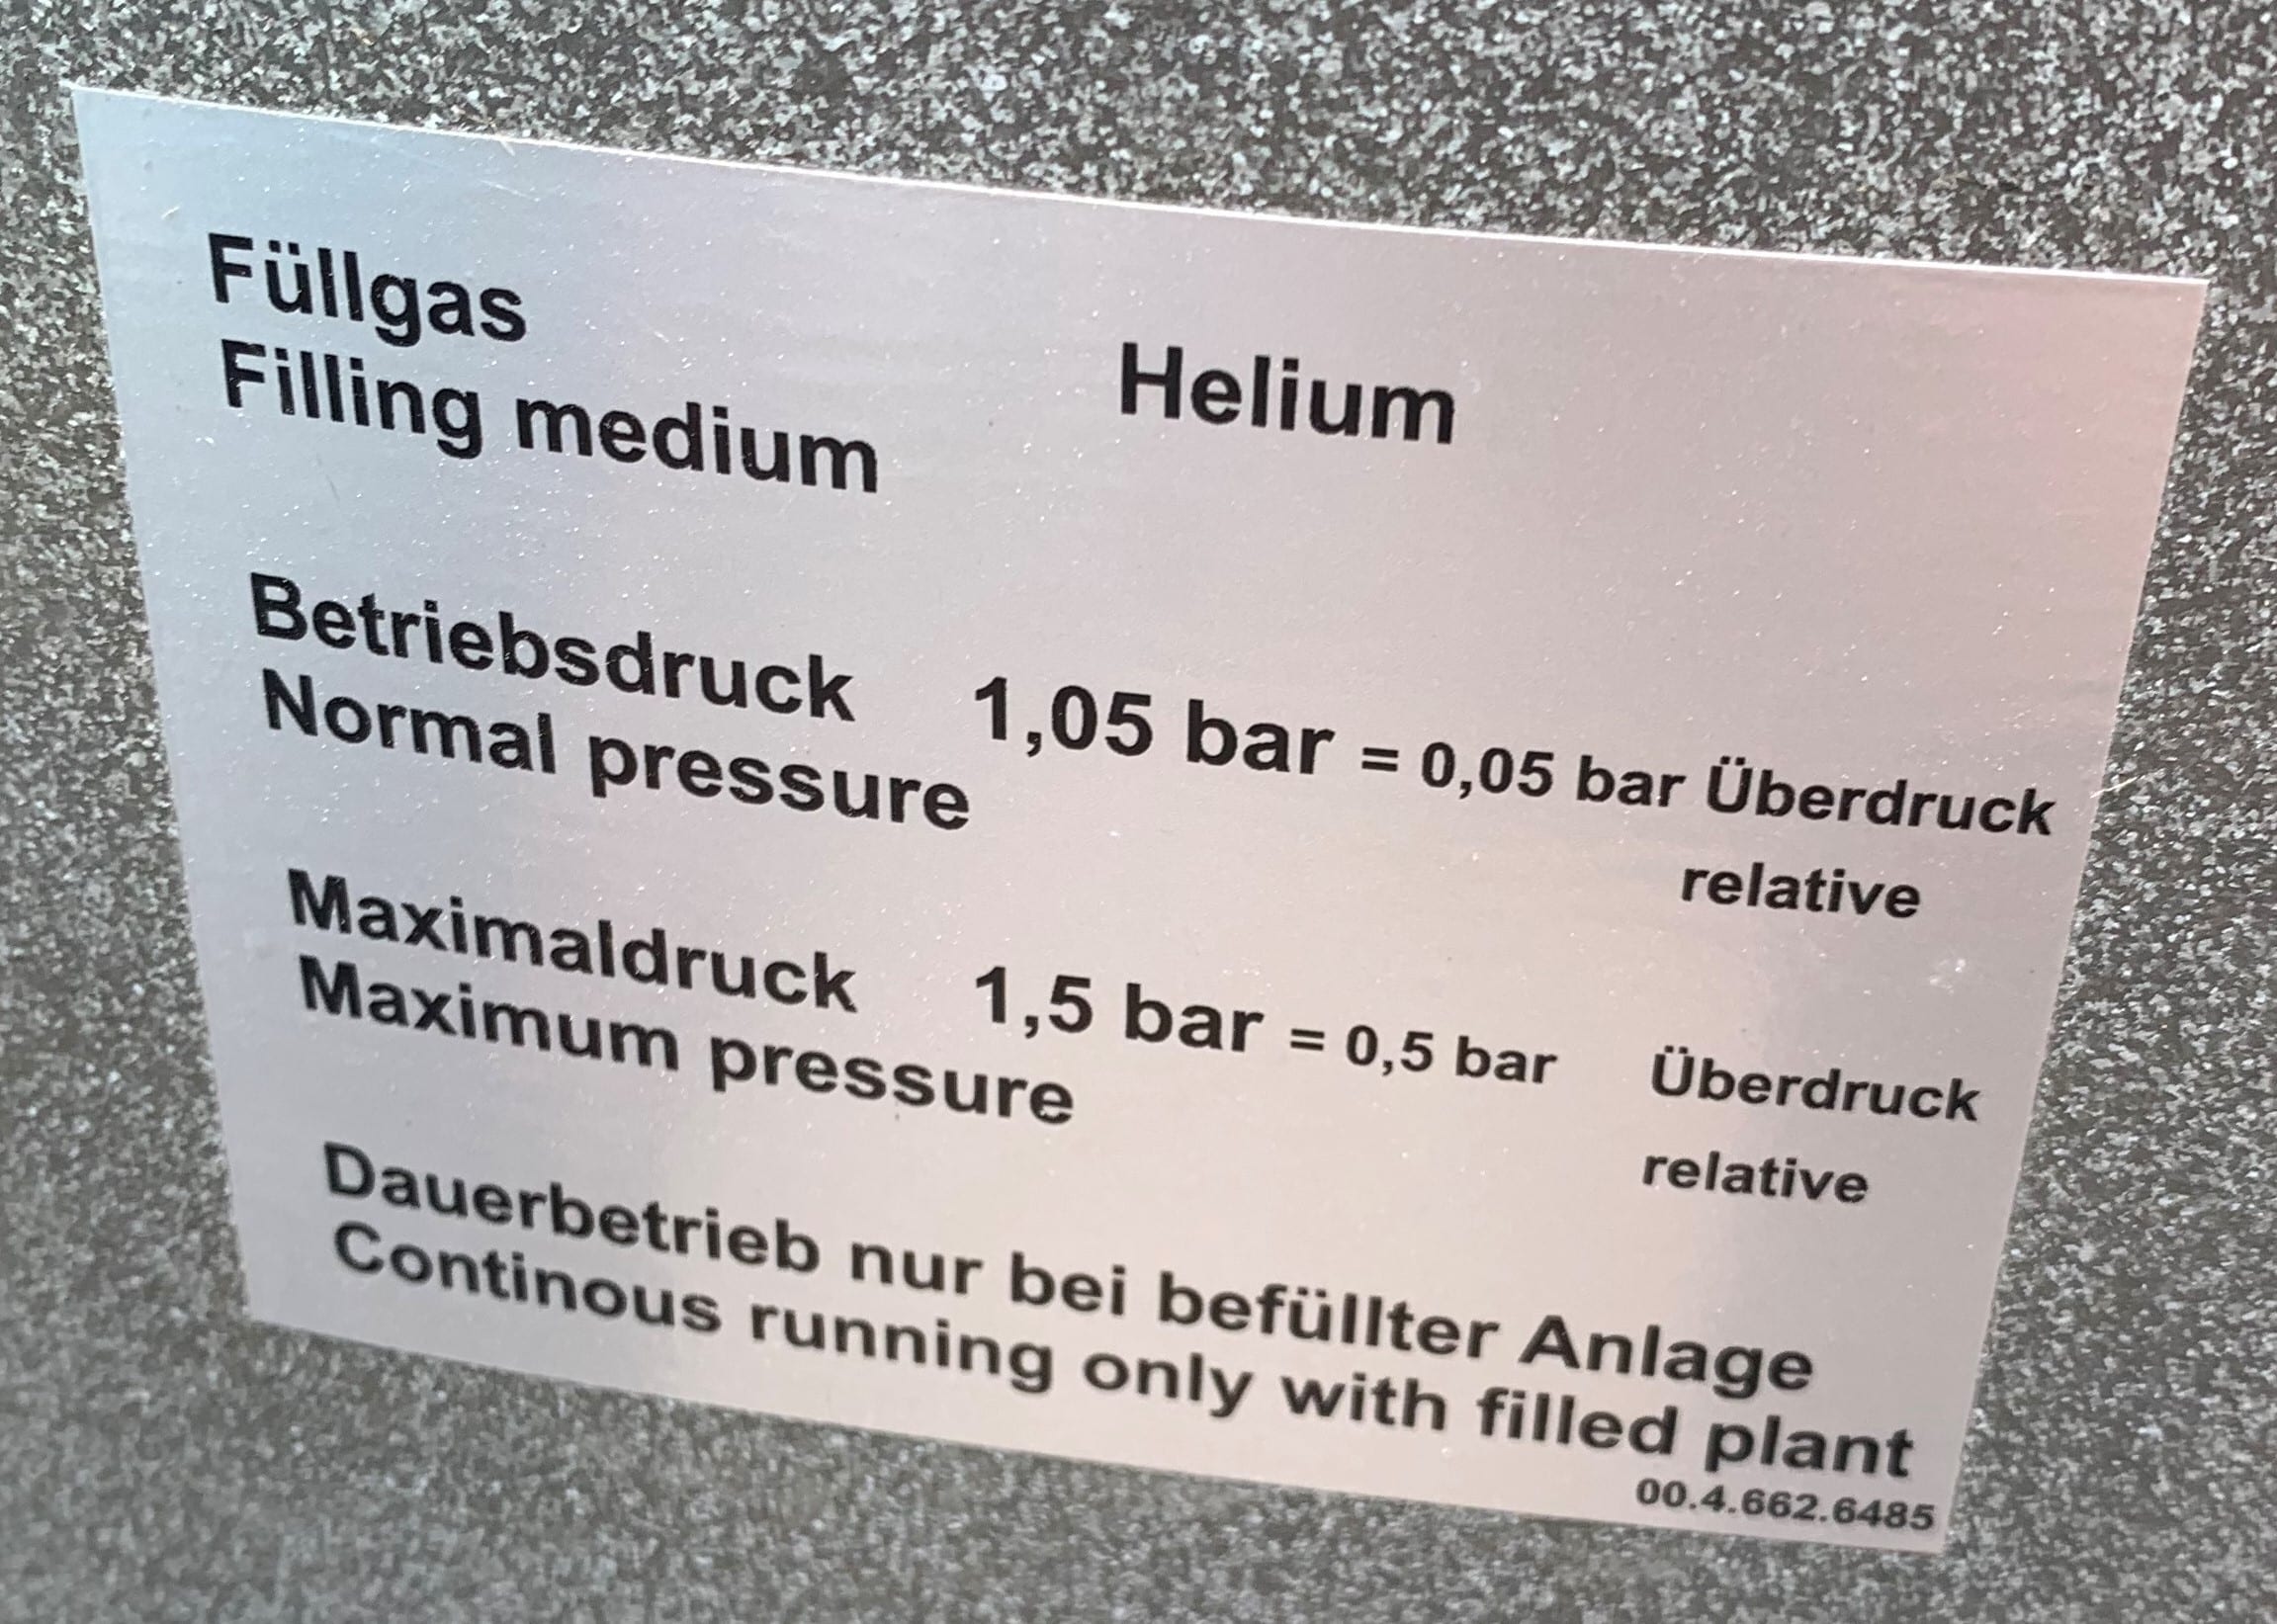 Füllgas
Filling medium Helium
Betriebsdruck 1,05 bar = 0,05 bar Überdruck
Normal pressure relative
Maximaldruck 1,5 bar = 0,5 bar Überdruck
Maximum pressure relative
Dauerbetrieb nur bei befüllter Anlage
Continous running only with filled plant
00.4.662.6485